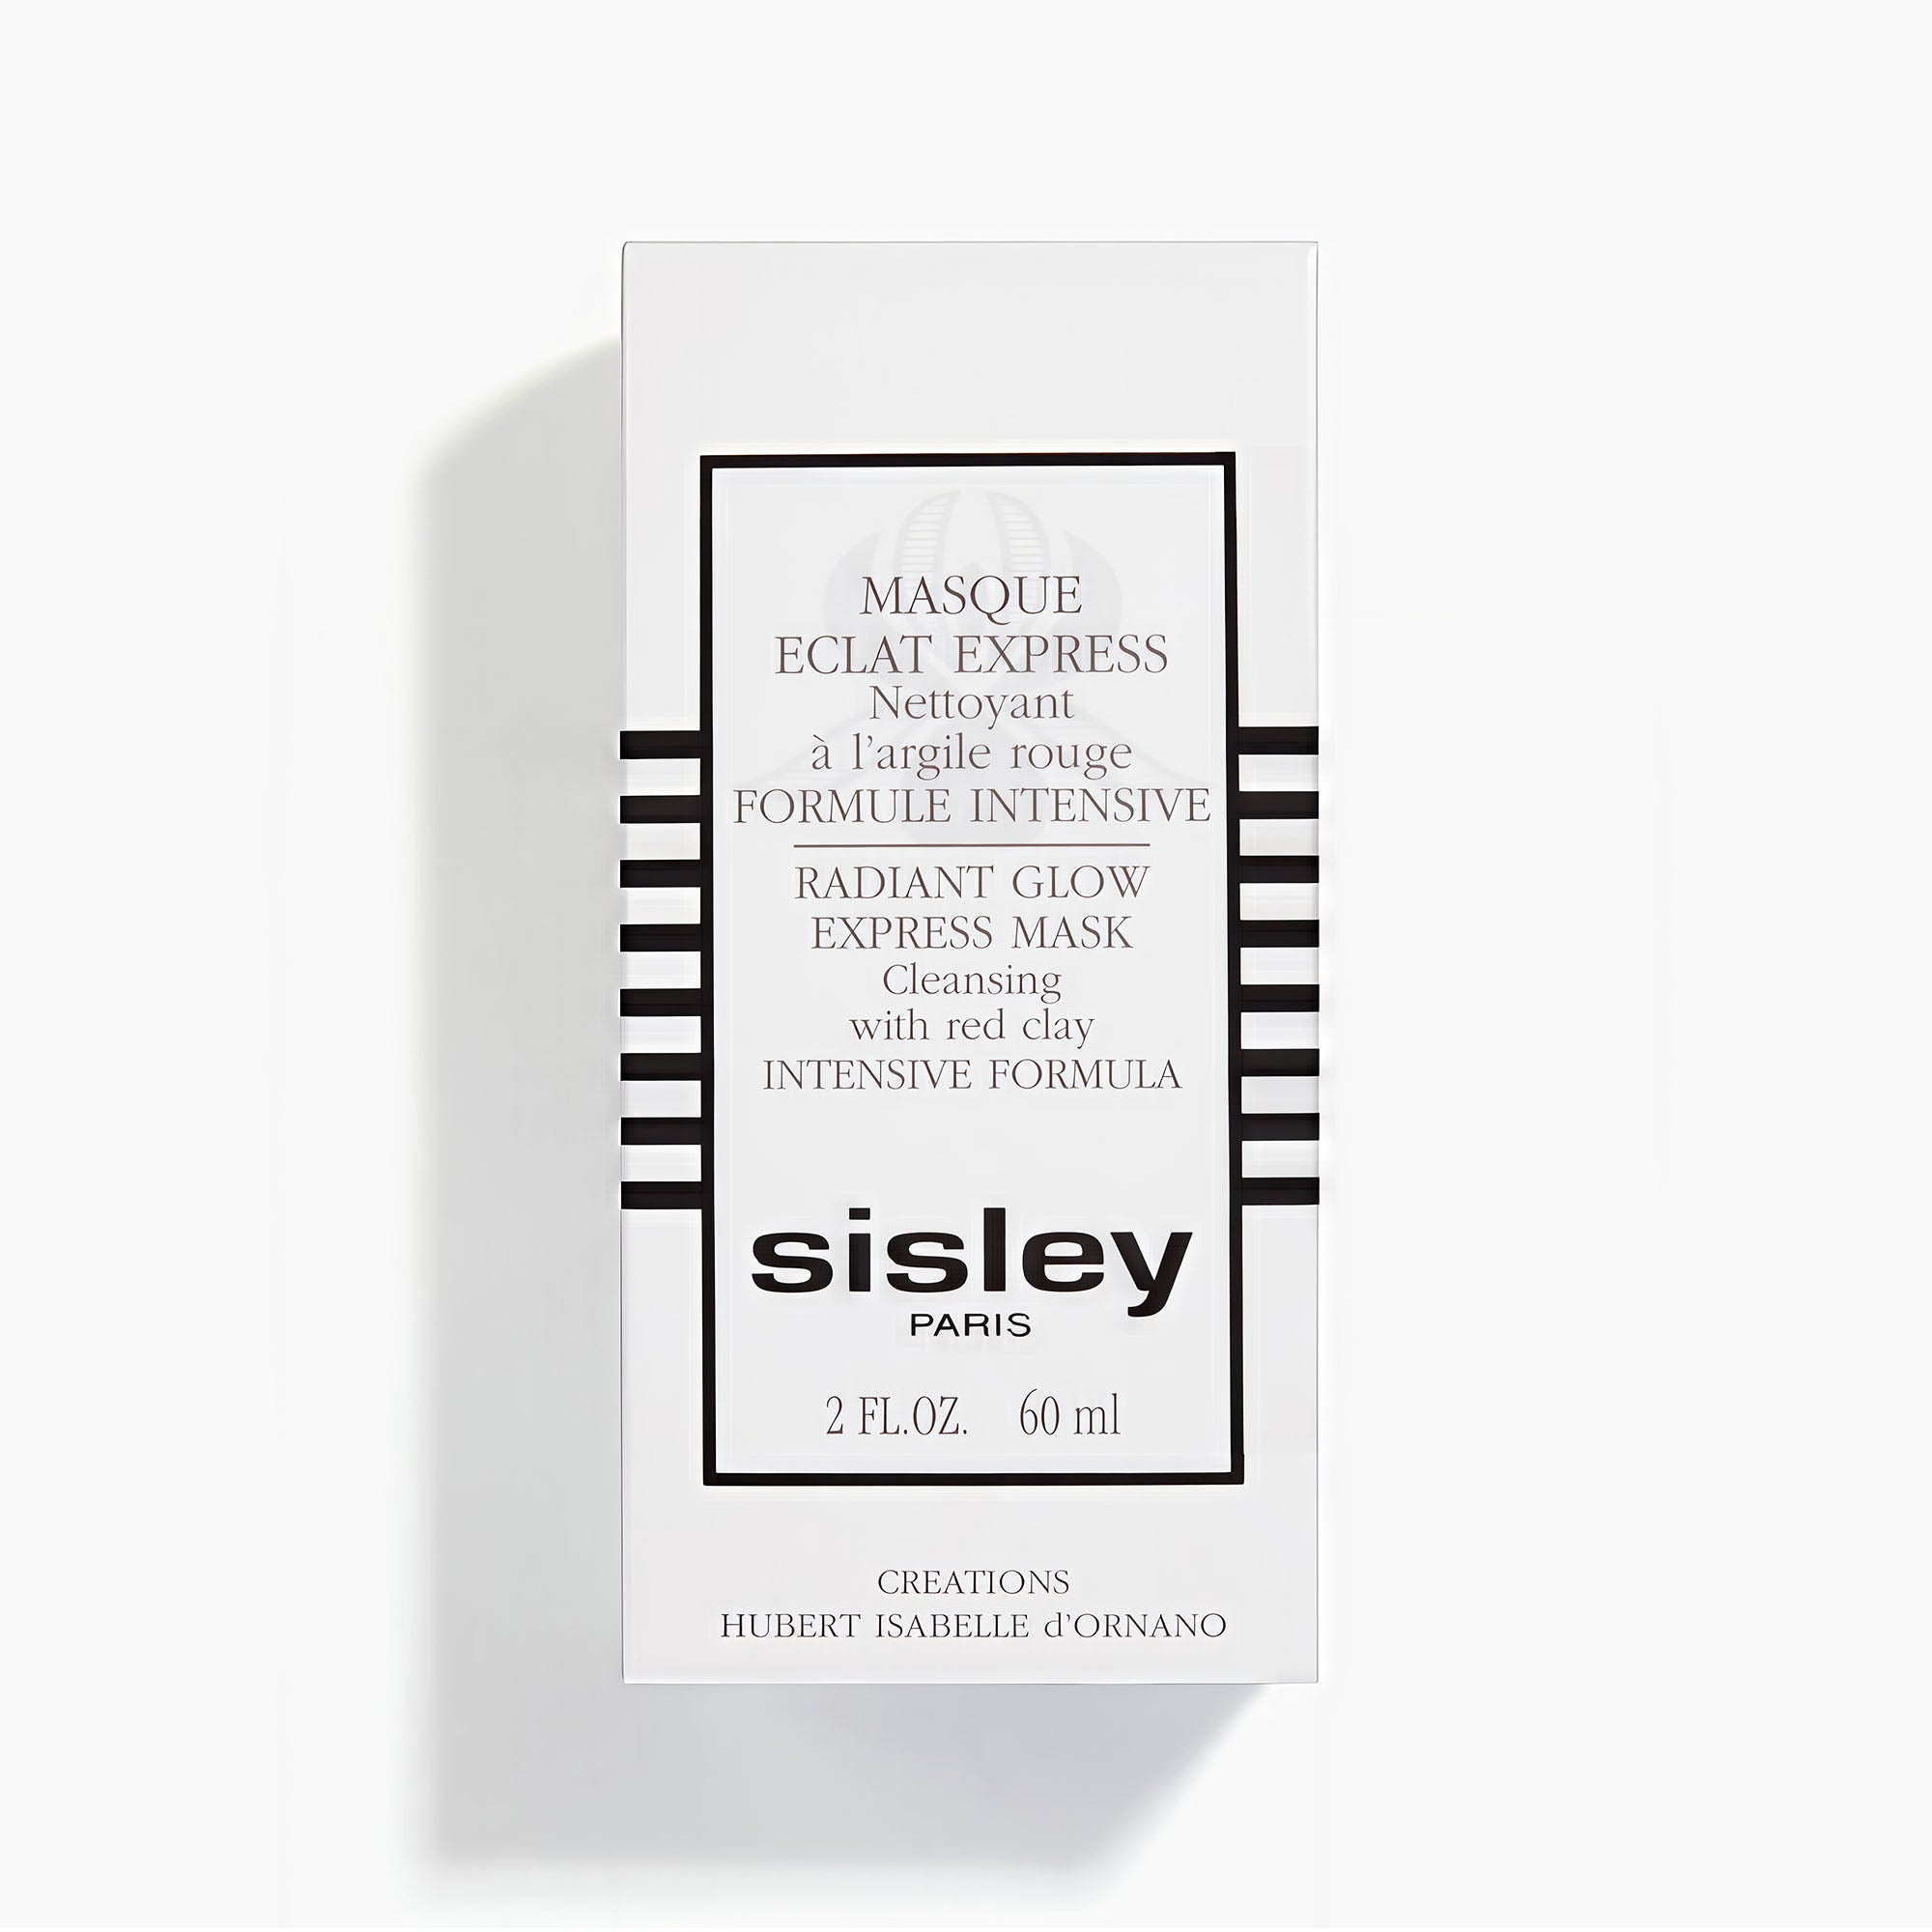 MASQUE
ECLAT EXPRESS
Nettoyant
à l'argile rouge
FORMULE INTENSIVE
RADIANT GLOW
EXPRESS MASK
Cleansing
with red clay
INTENSIVE FORMULA
sisley
PARIS
2 FL.OZ. 60 ml
CREATIONS
HUBERT ISABELLE d'ORNANO